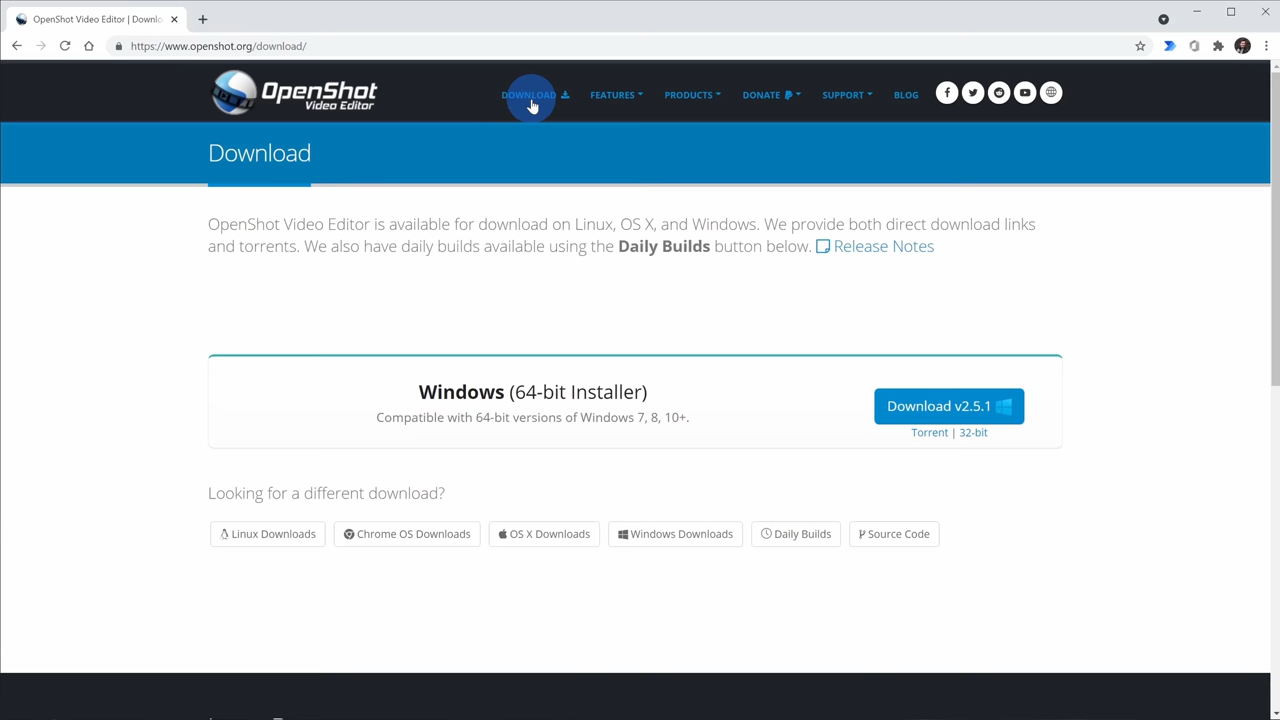 OpenShot Video Editor | Downlo
https://www.openshot.org/download/
OpenShot
Video Editor
DOWNLOAD
FEATURES
PRODUCTS
DONATE
SUPPORT
BLOG
Download
OpenShot Video Editor is available for download on Linux, OS X, and Windows. We provide both direct download links
and torrents. We also have daily builds available using the Daily Builds button below. Release Notes
Windows (64-bit Installer)
Compatible with 64-bit versions of Windows 7, 8, 10+.
Download v2.5.1
Torrent | 32-bit
Looking for a different download?
Linux Downloads
Chrome OS Downloads
OS X Downloads
Windows Downloads
Daily Builds
Source Code